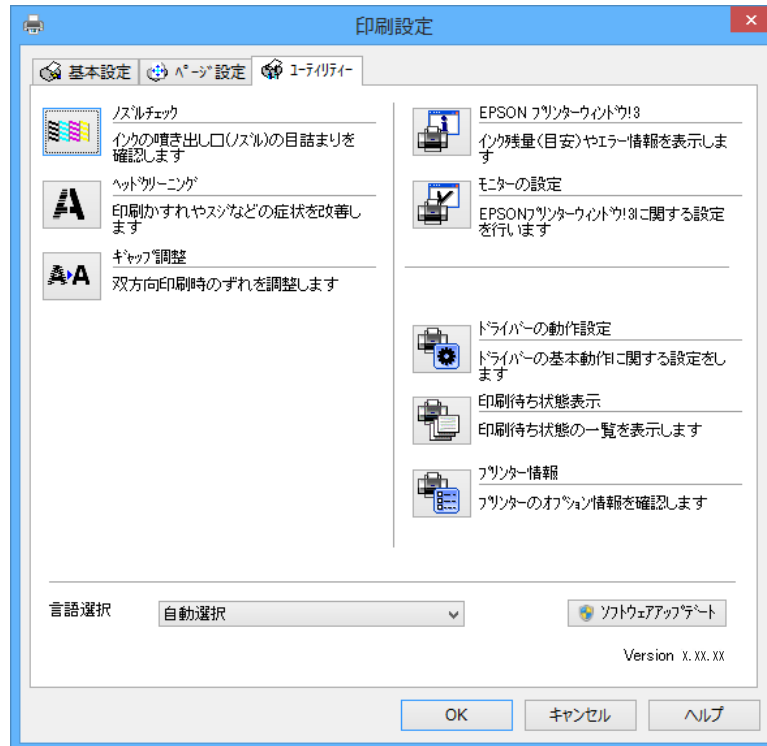 印刷設定
基本設定
ﾍﾟｰｼﾞ設定
ﾕｰﾃｨﾘﾃｨｰ
ﾉｽﾞﾙﾁｪｯｸ
ｲﾝｸの噴き出し口(ﾉｽﾞﾙ)の目詰まりを
確認します
ﾍｯﾄﾞｸﾘｰﾆﾝｸﾞ
印刷かすれやスジなどの症状を改善し
ます
ｷﾞｬｯﾌﾟ調整
双方向印刷時のずれを調整します
EPSON ﾌﾟﾘﾝﾀｰｳｨﾝﾄﾞｳ!3
ｲﾝｸ残量(目安)やｴﾗｰ情報を表示しま
す
ﾓﾆﾀｰの設定
EPSONﾌﾟﾘﾝﾀｰｳｨﾝﾄﾞｳ!3に関する設定
を行います
ﾄﾞﾗｲﾊﾞｰの動作設定
ﾄﾞﾗｲﾊﾞｰの基本動作に関する設定をし
ます
印刷待ち状態表示
印刷待ち状態の一覧を表示します
ﾌﾟﾘﾝﾀｰ情報
ﾌﾟﾘﾝﾀｰのｵﾌﾟｼｮﾝ情報を確認します
言語選択
自動選択
ｿﾌﾄｳｪｱｱｯﾌﾟﾃﾞｰﾄ
Version X.XX.XX
OK
キャンセル
ヘルプ